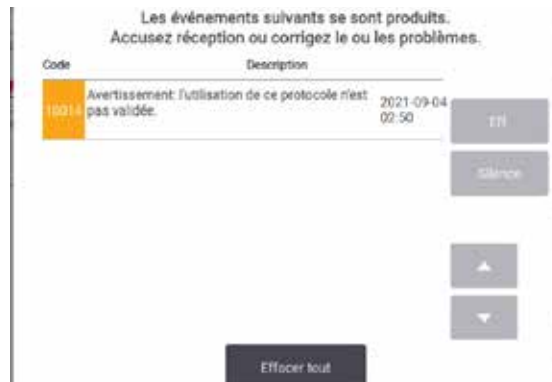 Les événements suivants se sont produits.
Accusez réception ou corrigez le ou les problèmes.
Code Description
Avertissement: l'utilisation de ce protocole n'est
pas validée.
2021-09-04
02:50
Silence
Effacer tout